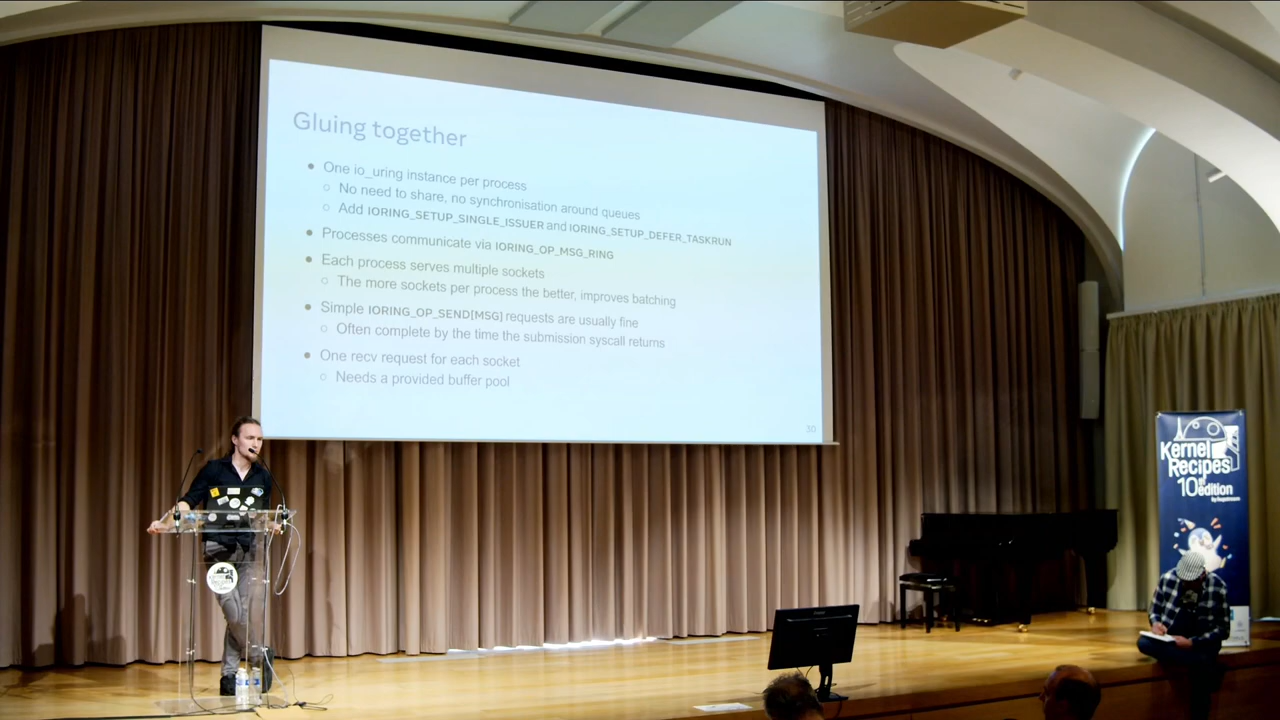 Gluing together
● One io_uring instance per process
○ No need to share, no synchronisation around queues
○ Add IORING_SETUP_SINGLE_ISSUER and IORING_SETUP_DEFER_TASKRUN
● Processes communicate via IORING_OP_MSG_RING
● Each process serves multiple sockets
○ The more sockets per process the better, improves batching
● Simple IORING_OP_SEND[MSG] requests are usually fine
○ Often complete by the time the submission syscall returns
● One recv request for each socket
○ Needs a provided buffer pool
30
Kernel
Recipes
10 edition
Kernel
Recipes